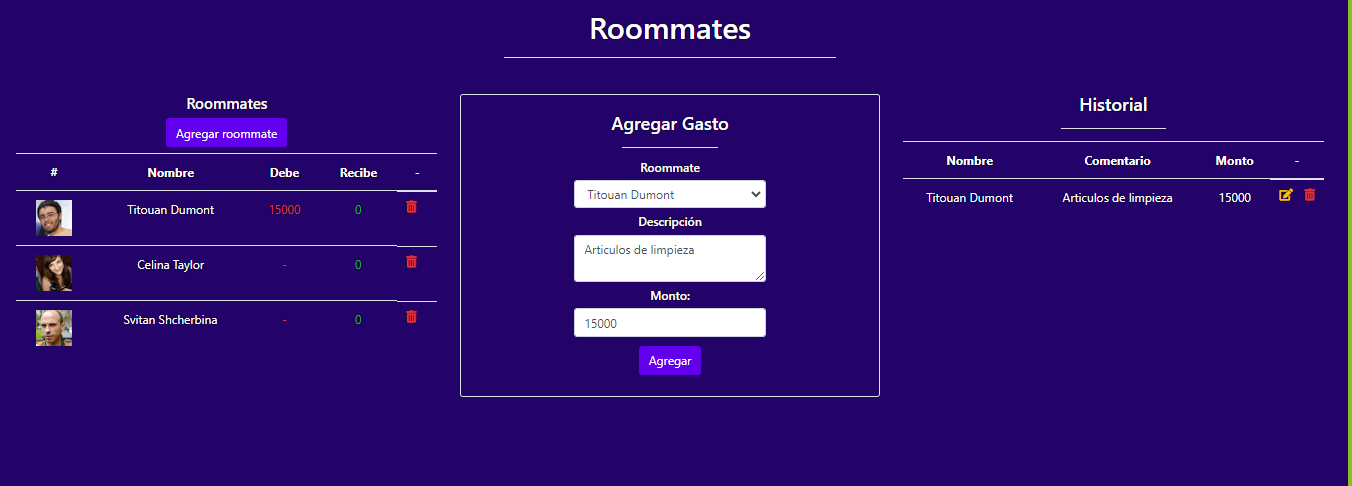 Roommates
Roommates
Agregar roommate
# Nombre Debe Recibe -
Titouan Dumont 15000 0
Celina Taylor - 0
Svitan Shcherbina - 0
Agregar Gasto
Roommate
Titouan Dumont
Descripción
Articulos de limpieza
Monto:
15000
Agregar
Historial
Nombre Comentario Monto -
Titouan Dumont Articulos de limpieza 15000